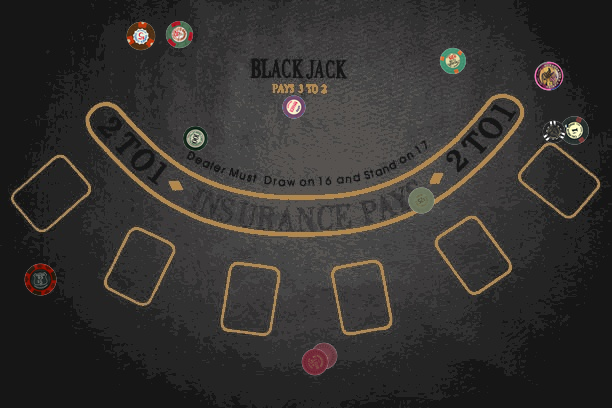 BLACK JACK
PAYS 3 TO 2
Dealer Must Draw on 16 and Stand on 17
2 TO 1 INSURANCE PAYS 2 TO 1